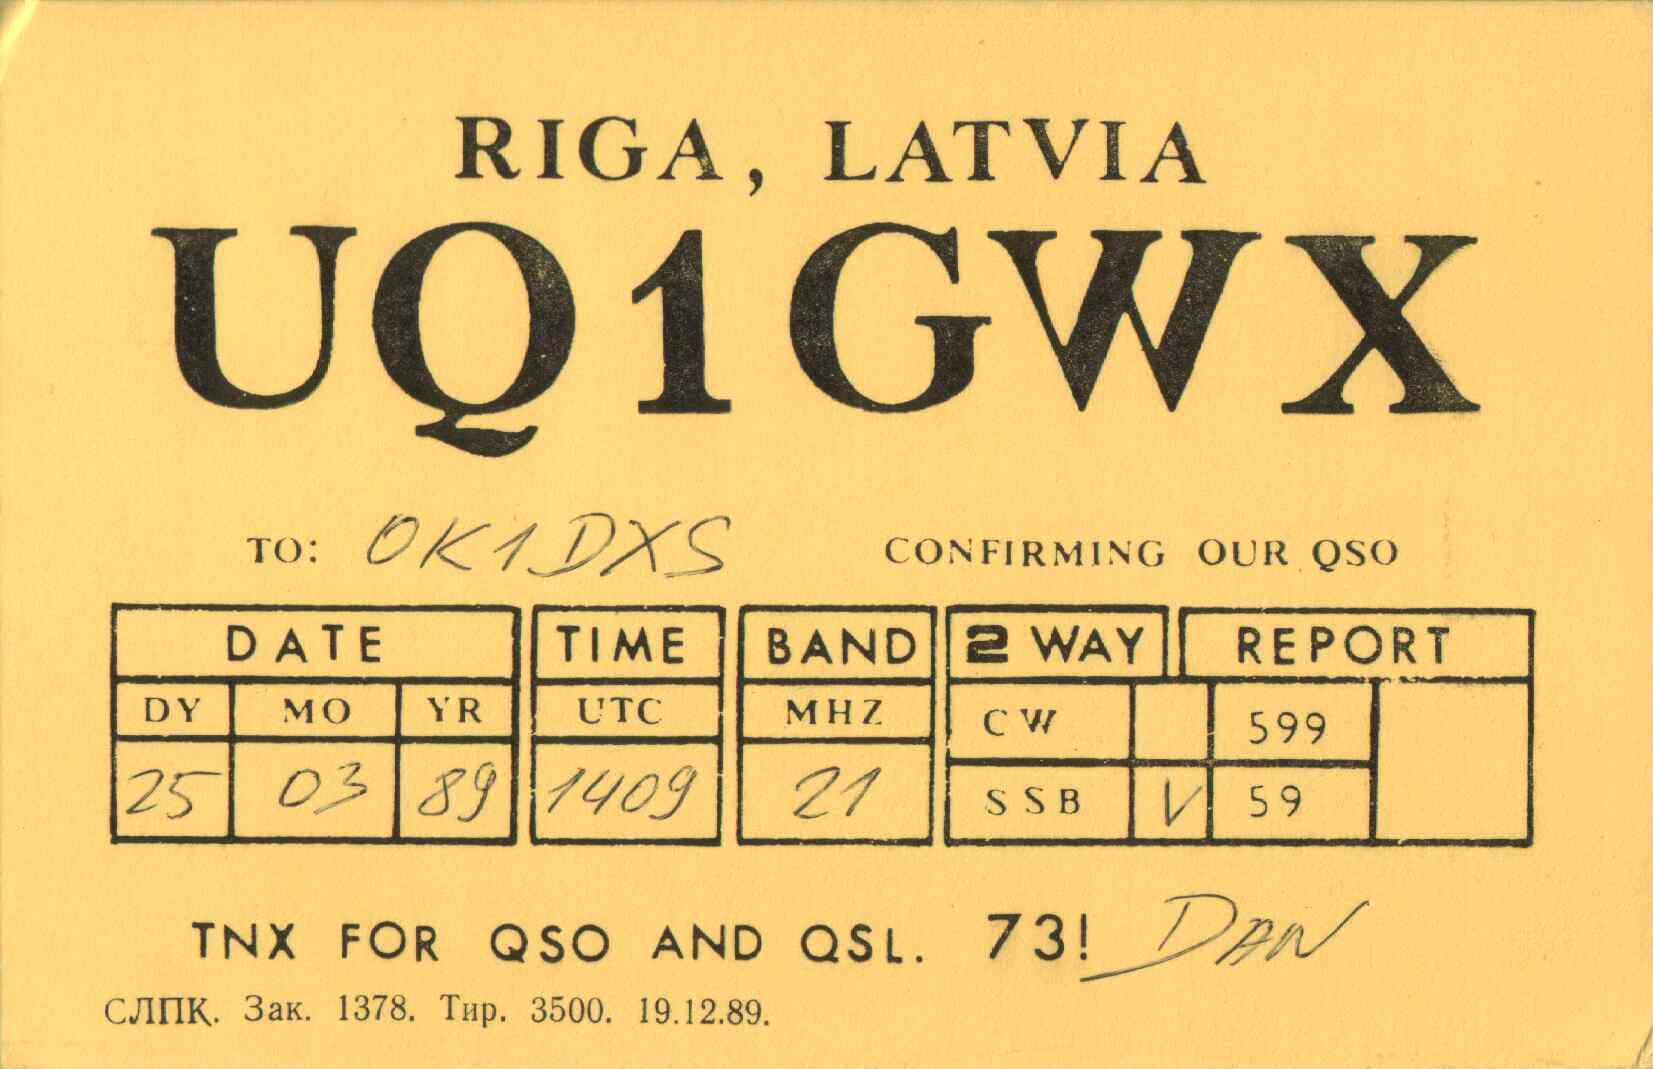 RIGA, LATVIA
UQ1GWX
TO: OK1DXS CONFIRMING OUR QSO
DATE TIME BAND 2 WAY REPORT
DY MO YR UTC MHZ CW 599
25 03 89 1409 21 SSB V 59
TNX FOR QSO AND QSL. 73! DAN
СЛПК. Зак. 1378. Тир. 3500. 19.12.89.